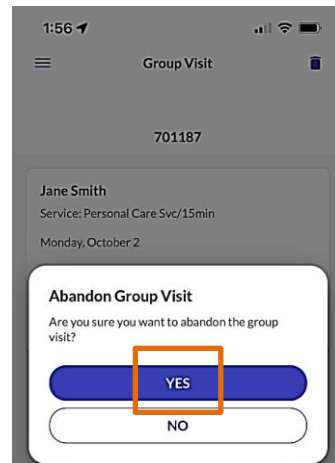 1:56
Group Visit
701187
Jane Smith
Service: Personal Care Svc/15min
Monday, October 2
Abandon Group Visit
Are you sure you want to abandon the group
visit?
YES
NO